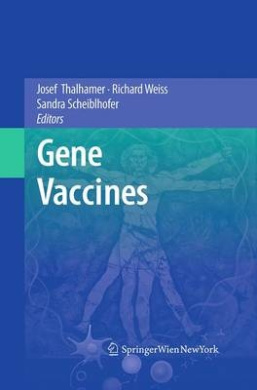 Josef Thalhamer · Richard Weiss
Sandra Scheiblhofer
Editors
Gene
Vaccines
SpringerWienNewYork